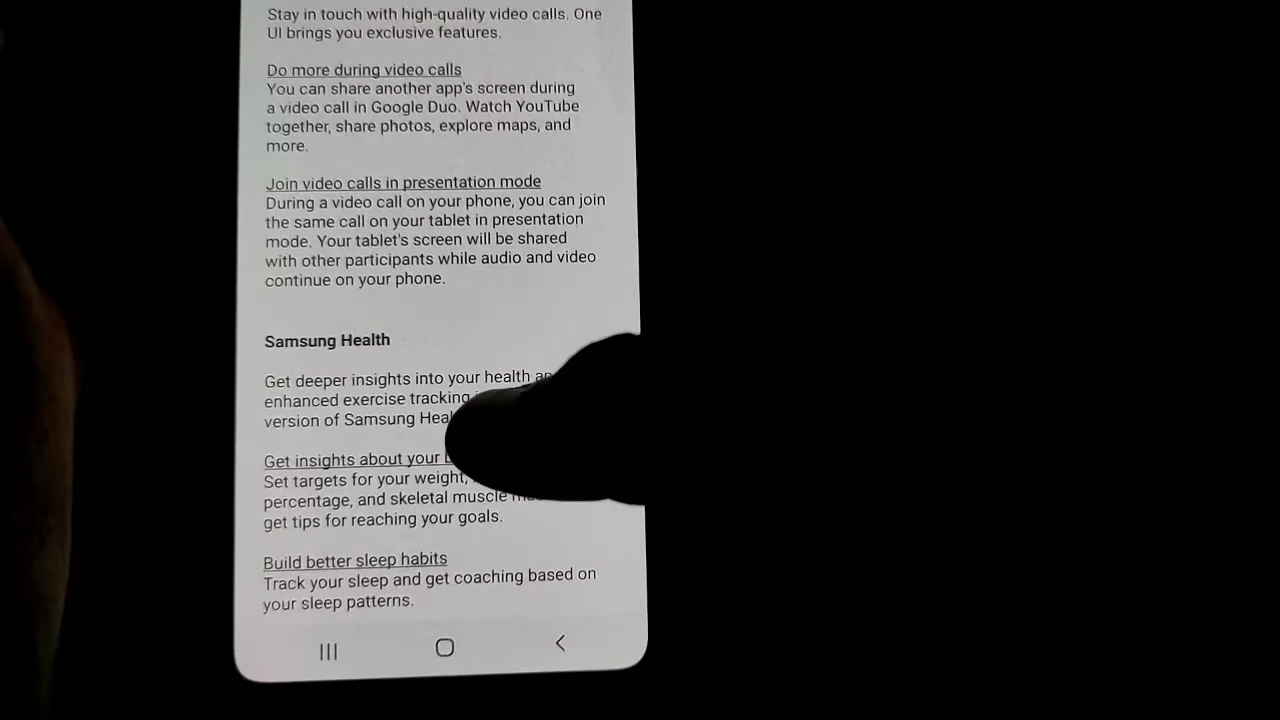 Stay in touch with high-quality video calls. One
UI brings you exclusive features.
Do more during video calls
You can share another app's screen during
a video call in Google Duo. Watch YouTube
together, share photos, explore maps, and
more.
Join video calls in presentation mode
During a video call on your phone, you can join
the same call on your tablet in presentation
mode. Your tablet's screen will be shared
with other participants while audio and video
continue on your phone.
Samsung Health
Get deeper insights into your health
enhanced exercise tracking
version of Samsung
Get insights about your
Set targets for your weight,
percentage, and skeletal muscle
get tips for reaching your goals.
Build better sleep habits
Track your sleep and get coaching based on
your sleep patterns.